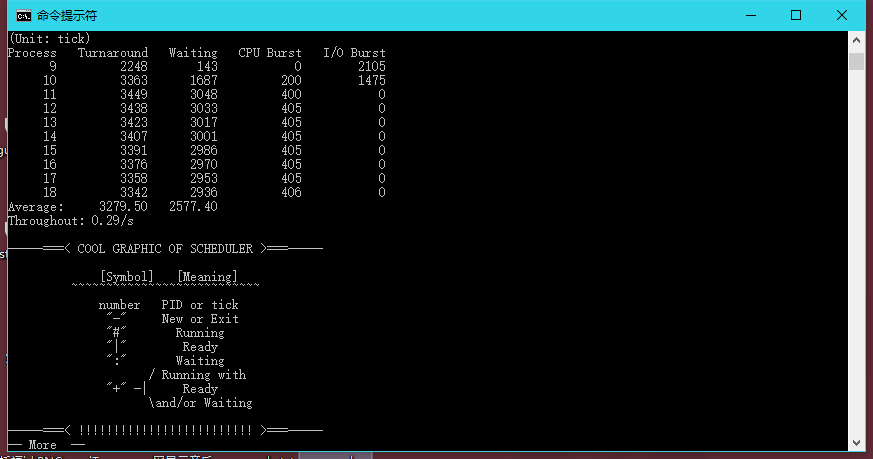 命令提示符
(Unit: tick)
Process Turnaround Waiting CPU Burst I/O Burst
9 2248 143 0 2105
10 3363 1687 200 1475
11 3449 3048 400 0
12 3438 3033 405 0
13 3423 3017 405 0
14 3407 3001 405 0
15 3391 2986 405 0
16 3376 2970 405 0
17 3358 2953 405 0
18 3342 2936 406 0
Average: 3279.50 2577.40
Throughout: 0.29/s
-----===< COOL GRAPHIC OF SCHEDULER >===-----
[Symbol] [Meaning]
~~~~~~~~~~~~~~~~~~~~~~~~~~~
number PID or tick
"-" New or Exit
"#" Running
"|" Ready
":" Waiting
/ Running with
"+" -| Ready
\and/or Waiting
-----===< !!!!!!!!!!!!!!!!!!!!!!!!! >===-----
-- More --